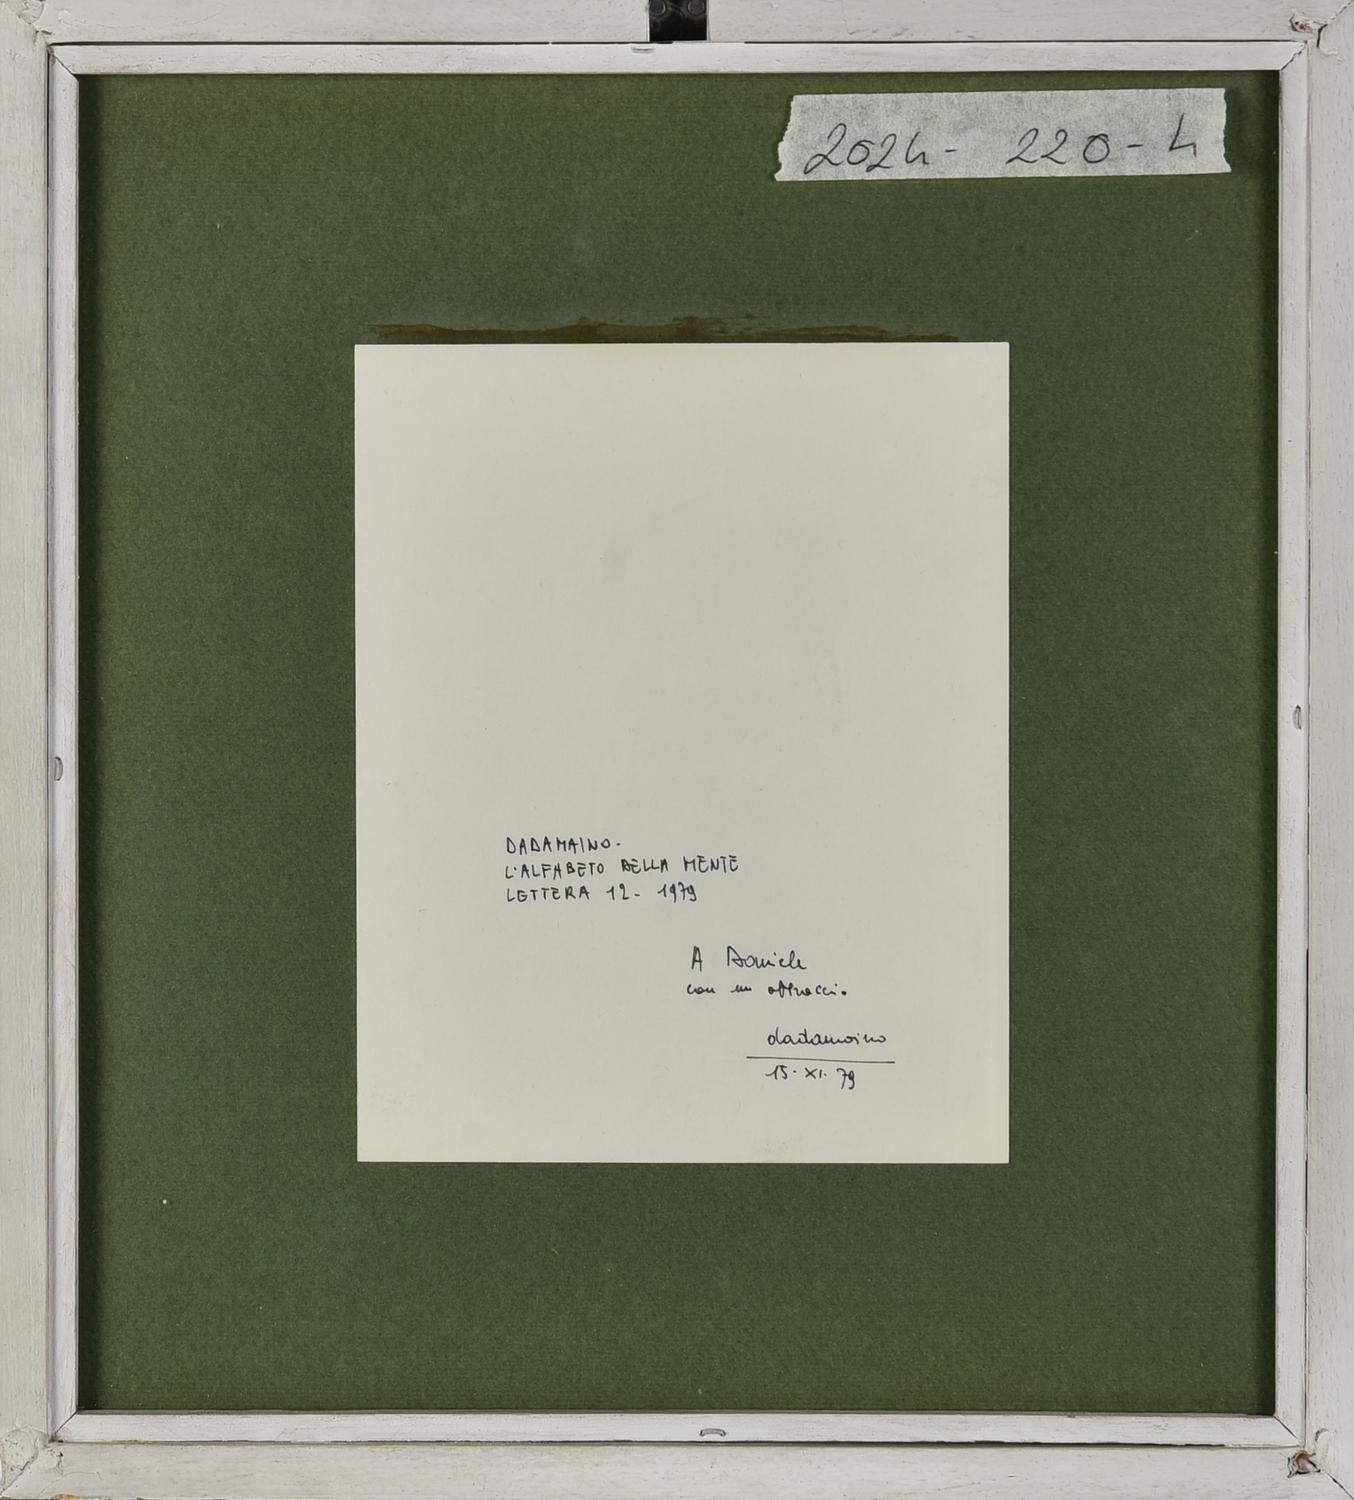 2024- 220-4
DADAMAINO-
L'ALFABETO DELLA MENTE
LETTERA 12- 1979
A Daniele
con un abbraccio.
dadamaino
15·XI·79